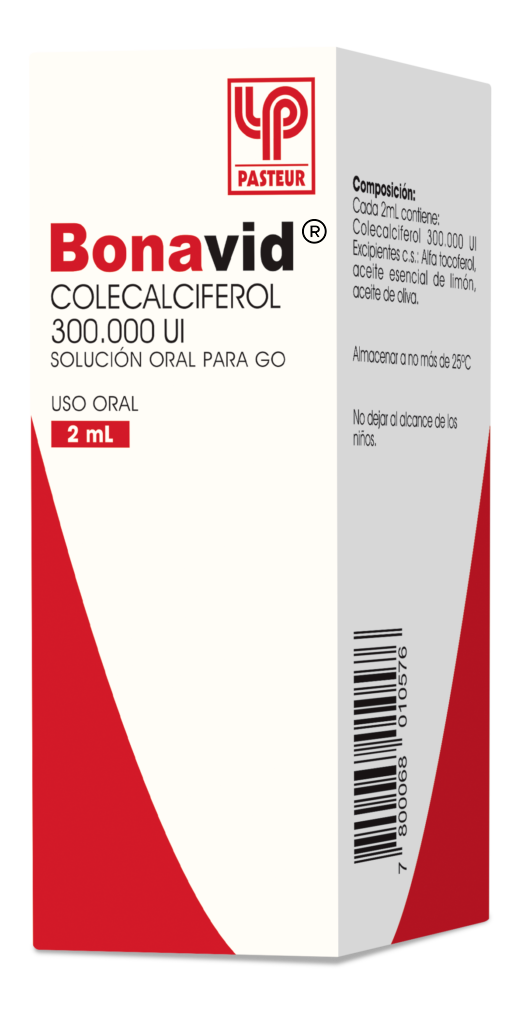 PASTEUR
Bonavid®
COLECALCIFEROL
300.000 UI
SOLUCIÓN ORAL PARA GO
USO ORAL
2 mL
Composición:
Cada 2mL contiene:
Colecalciferol 300.000 UI
Excipientes c.s.: Alfa tocoferol,
aceite esencial de limón,
aceite de oliva.
Almacenar a no más de 25ºC
No dejar al alcance de los
niños.
7 800068 010576